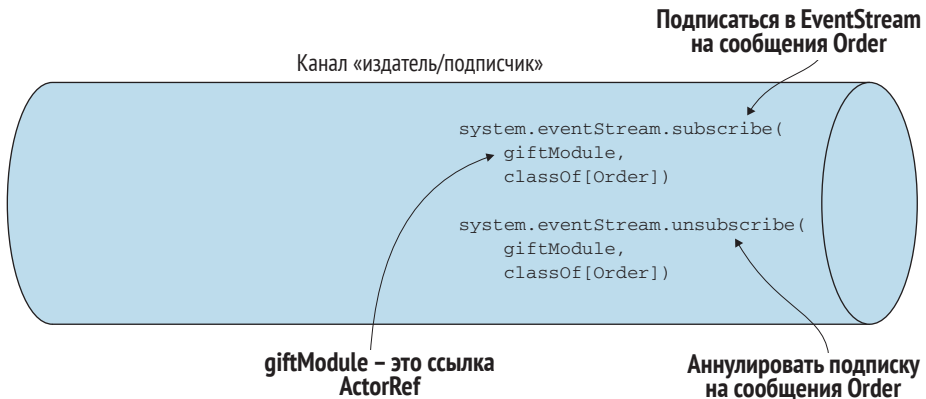 Подписаться в EventStream
на сообщения Order
Канал «издатель/подписчик»
system.eventStream.subscribe(
giftModule,
classOf[Order])
system.eventStream.unsubscribe(
giftModule,
classOf[Order])
giftModule – это ссылка
ActorRef
Аннулировать подписку
на сообщения Order